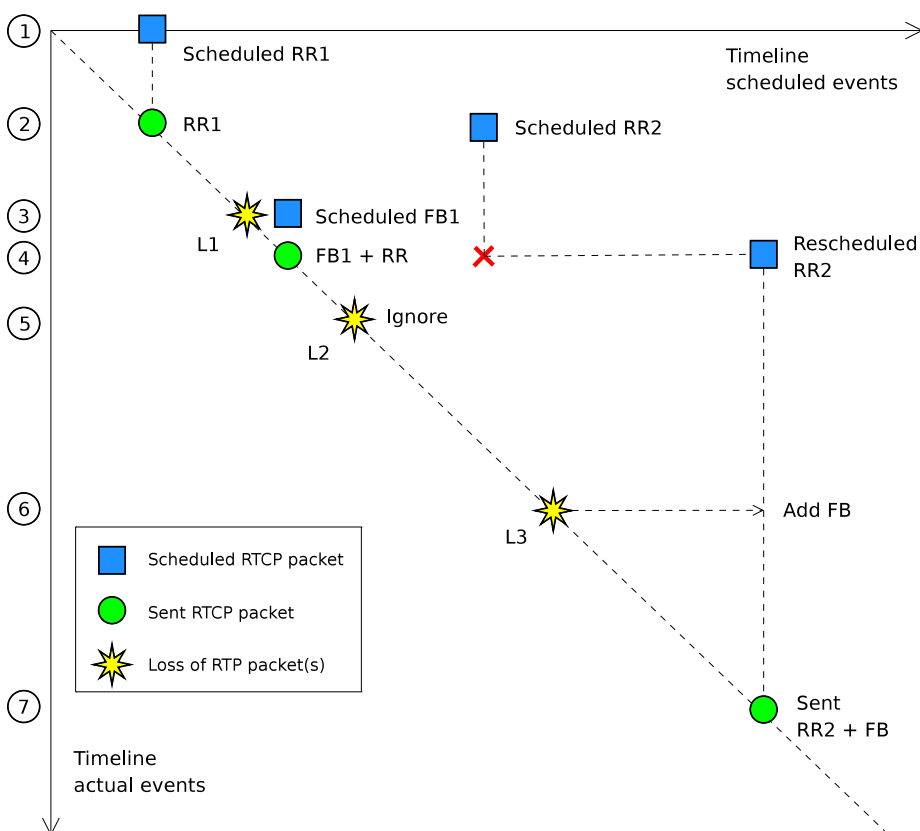 1
Scheduled RR1
Timeline
scheduled events
2
RR1
Scheduled RR2
3
Scheduled FB1
L1
4
FB1 + RR
Rescheduled
RR2
5
Ignore
L2
6
Add FB
L3
Scheduled RTCP packet
Sent RTCP packet
Loss of RTP packet(s)
7
Sent
RR2 + FB
Timeline
actual events